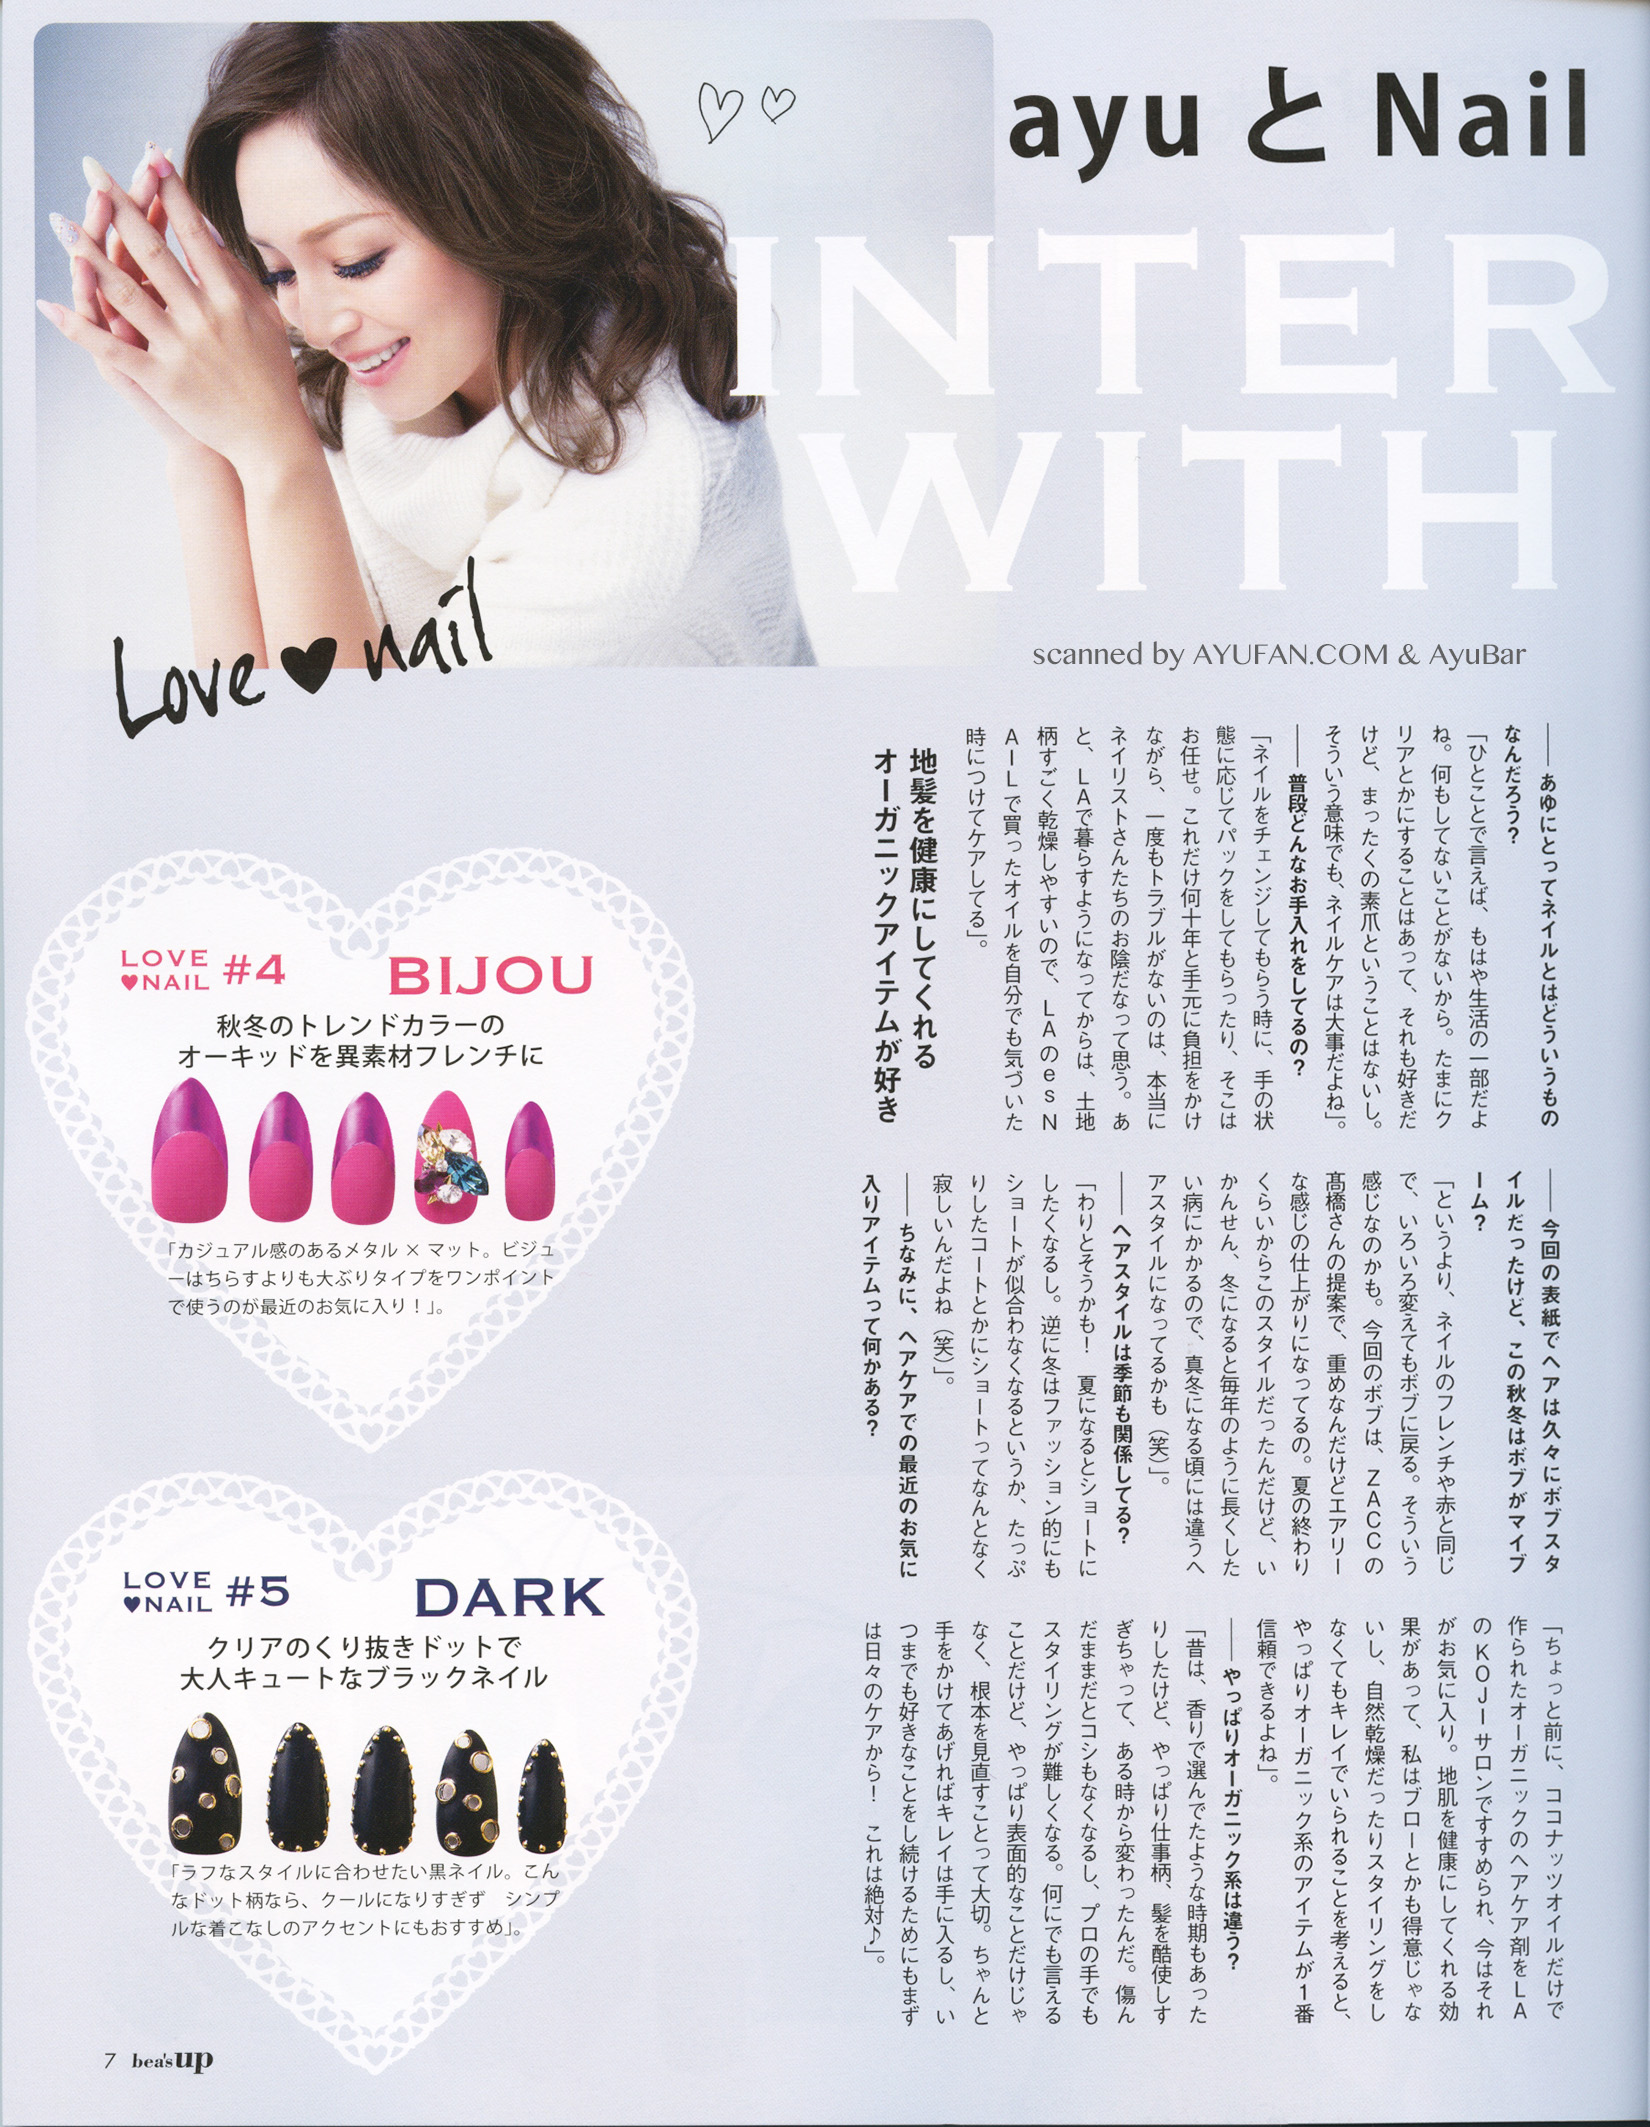 ayu と Nail
INTER
WITH
Love♥nail
scanned by AYUFAN.COM & AyuBar
── あゆにとってネイルとはどういうもの
なんだろう？
「ひとことで言えば、もはや生活の一部だよ
ね。何もしてないことがないから。たまにク
リアとかにすることはあって、それも好きだ
けど、まったくの素爪ということはないし。
そういう意味でも、ネイルケアは大事だよね」。
── 普段どんなお手入れをしてるの？
「ネイルをチェンジしてもらう時に、手の状
態に応じてパックをしてもらったり、そこは
お任せ。これだけ何十年と手元に負担をかけ
ながら、一度もトラブルがないのは、本当に
ネイリストさんたちのお陰だなって思う。あ
と、LAで暮らすようになってからは、土地
柄すごく乾燥しやすいので、LAのes N
AILで買ったオイルを自分でも気づいた
時につけてケアしてる」。
地髪を健康にしてくれる
オーガニックアイテムが好き
── 今回の表紙でヘアは久々にボブスタ
イルだったけど、この秋冬はボブがマイブ
ーム？
「というより、ネイルのフレンチや赤と同じ
で、いろいろ変えてもボブに戻る。そういう
感じなのかも。今回のボブは、ZACCの
髙橋さんの提案で、重めなんだけどエアリー
な感じの仕上がりになってるの。夏の終わり
くらいからこのスタイルだったんだけど、い
かんせん、冬になると毎年のように長くした
い病にかかるので、真冬になる頃には違うヘ
アスタイルになってるかも（笑）」。
── ヘアスタイルは季節も関係してる？
「わりとそうかも！　夏になるとショートに
したくなるし。逆に冬はファッション的にも
ショートが似合わなくなるというか、たっぷ
りしたコートとかにショートってなんとなく
寂しいんだよね（笑）」。
── ちなみに、ヘアケアでの最近のお気に
入りアイテムって何かある？
「ちょっと前に、ココナッツオイルだけで
作られたオーガニックのヘアケア剤をLA
のKOJIサロンですすめられ、今はそれ
がお気に入り。地肌を健康にしてくれる効
果があって、私はブローとかも得意じゃな
いし、自然乾燥だったりスタイリングをし
なくてもキレイでいられることを考えると、
やっぱりオーガニック系のアイテムが1番
信頼できるよね」。
── やっぱりオーガニック系は違う？
「昔は、香りで選んでたような時期もあった
りしたけど、やっぱり仕事柄、髪を酷使しす
ぎちゃって、ある時から変わったんだ。傷ん
だままだとコシもなくなるし、プロの手でも
スタイリングが難しくなる。何にでも言える
ことだけど、やっぱり表面的なことだけじゃ
なく、根本を見直すことって大切。ちゃんと
手をかけてあげればキレイは手に入るし、い
つまでも好きなことをし続けるためにもまず
は日々のケアから！　これは絶対♪」。
LOVE
♥NAIL #4 BIJOU
秋冬のトレンドカラーの
オーキッドを異素材フレンチに
「カジュアル感のあるメタル × マット。ビジュ
ーはちらすよりも大ぶりタイプをワンポイント
で使うのが最近のお気に入り！」。
LOVE
♥NAIL #5 DARK
クリアのくり抜きドットで
大人キュートなブラックネイル
「ラフなスタイルに合わせたい黒ネイル。こん
なドット柄なら、クールになりすぎず　シンプ
ルな着こなしのアクセントにもおすすめ」。
7 bea's up